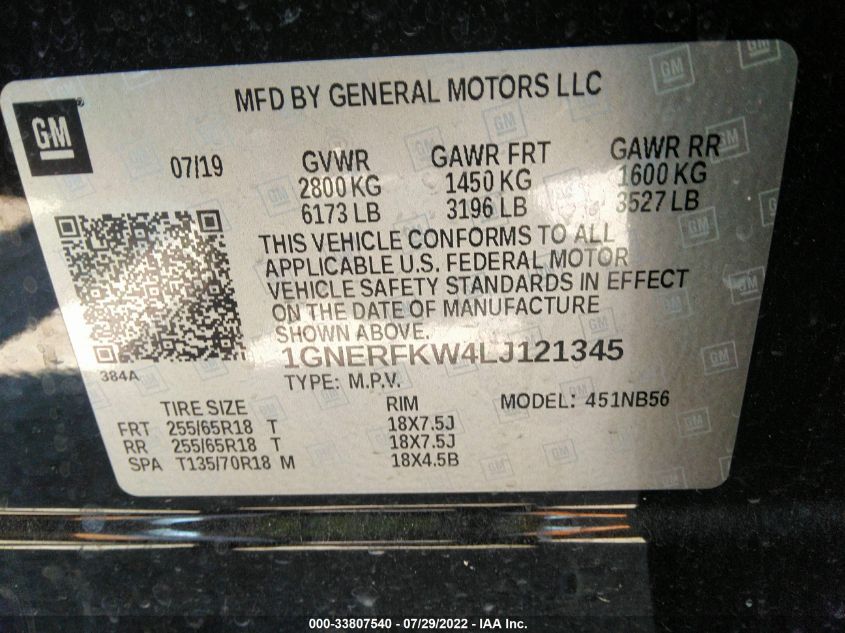 MFD BY GENERAL MOTORS LLC
GM
07/19 GVWR GAWR FRT GAWR RR
2800 KG 1450 KG 1600 KG
6173 LB 3196 LB 3527 LB
THIS VEHICLE CONFORMS TO ALL
APPLICABLE U.S. FEDERAL MOTOR
VEHICLE SAFETY STANDARDS IN EFFECT
ON THE DATE OF MANUFACTURE
SHOWN ABOVE.
1GNERFKW4LJ121345
384A
TYPE: M.P.V.
TIRE SIZE RIM MODEL: 451NB56
FRT 255/65R18 T 18X7.5J
RR 255/65R18 T 18X7.5J
SPA T135/70R18 M 18X4.5B
000-33807540 - 07/29/2022 - IAA Inc.